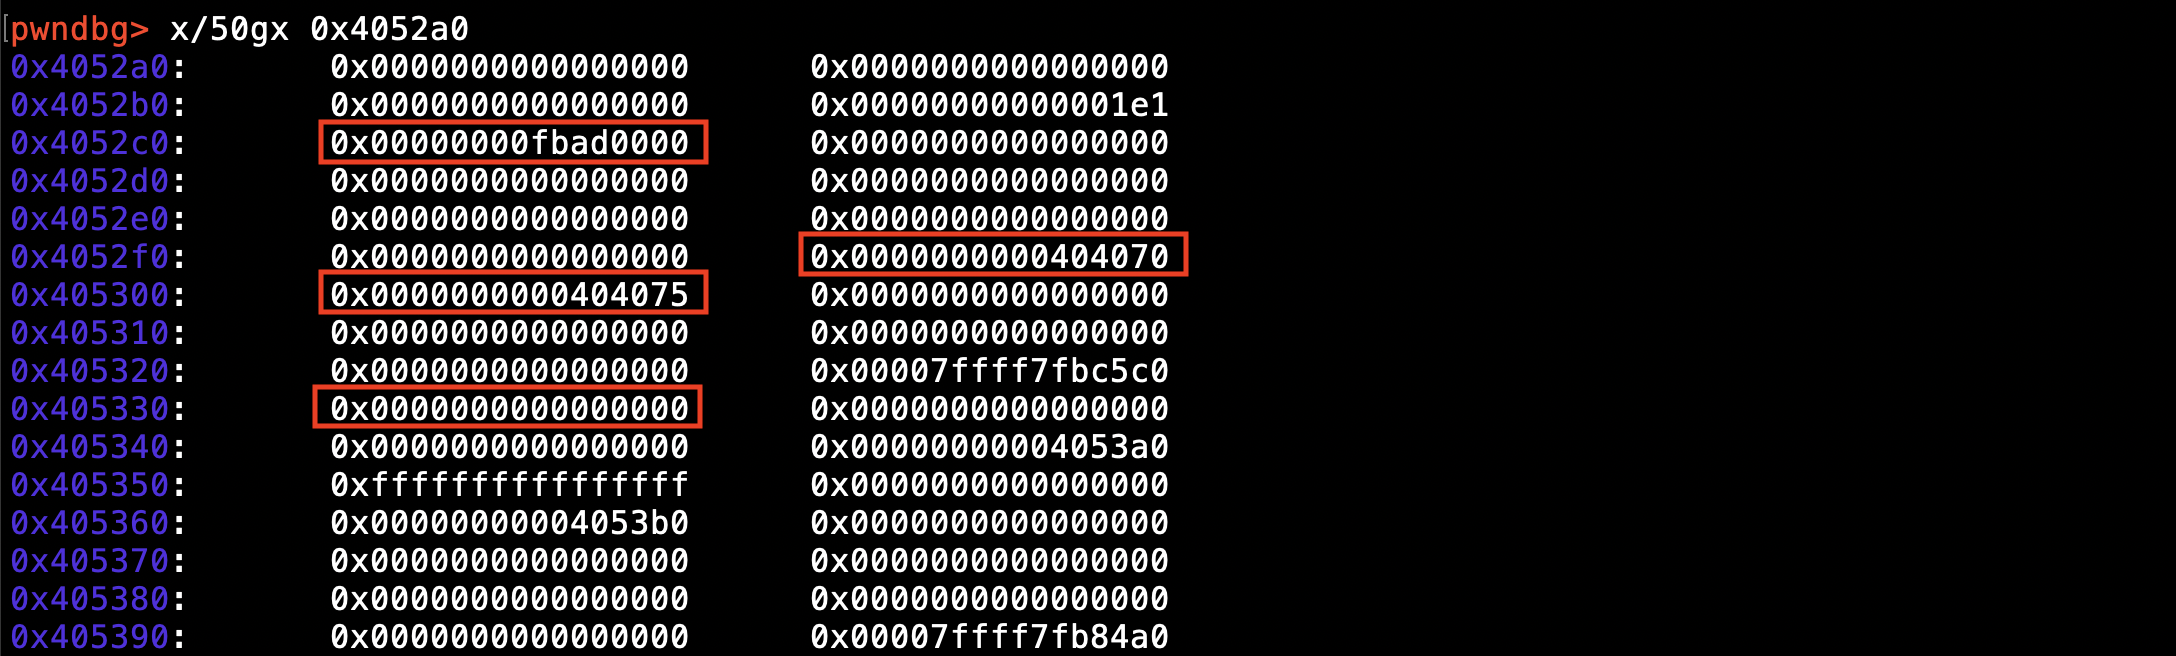 [pwndbg> x/50gx 0x4052a0
0x4052a0: 0x0000000000000000 0x0000000000000000
0x4052b0: 0x0000000000000000 0x00000000000001e1
0x4052c0: 0x00000000fbad0000 0x0000000000000000
0x4052d0: 0x0000000000000000 0x0000000000000000
0x4052e0: 0x0000000000000000 0x0000000000000000
0x4052f0: 0x0000000000000000 0x0000000000404070
0x405300: 0x0000000000404075 0x0000000000000000
0x405310: 0x0000000000000000 0x0000000000000000
0x405320: 0x0000000000000000 0x00007ffff7fbc5c0
0x405330: 0x0000000000000000 0x0000000000000000
0x405340: 0x0000000000000000 0x00000000004053a0
0x405350: 0xffffffffffffffff 0x0000000000000000
0x405360: 0x00000000004053b0 0x0000000000000000
0x405370: 0x0000000000000000 0x0000000000000000
0x405380: 0x0000000000000000 0x0000000000000000
0x405390: 0x0000000000000000 0x00007ffff7fb84a0